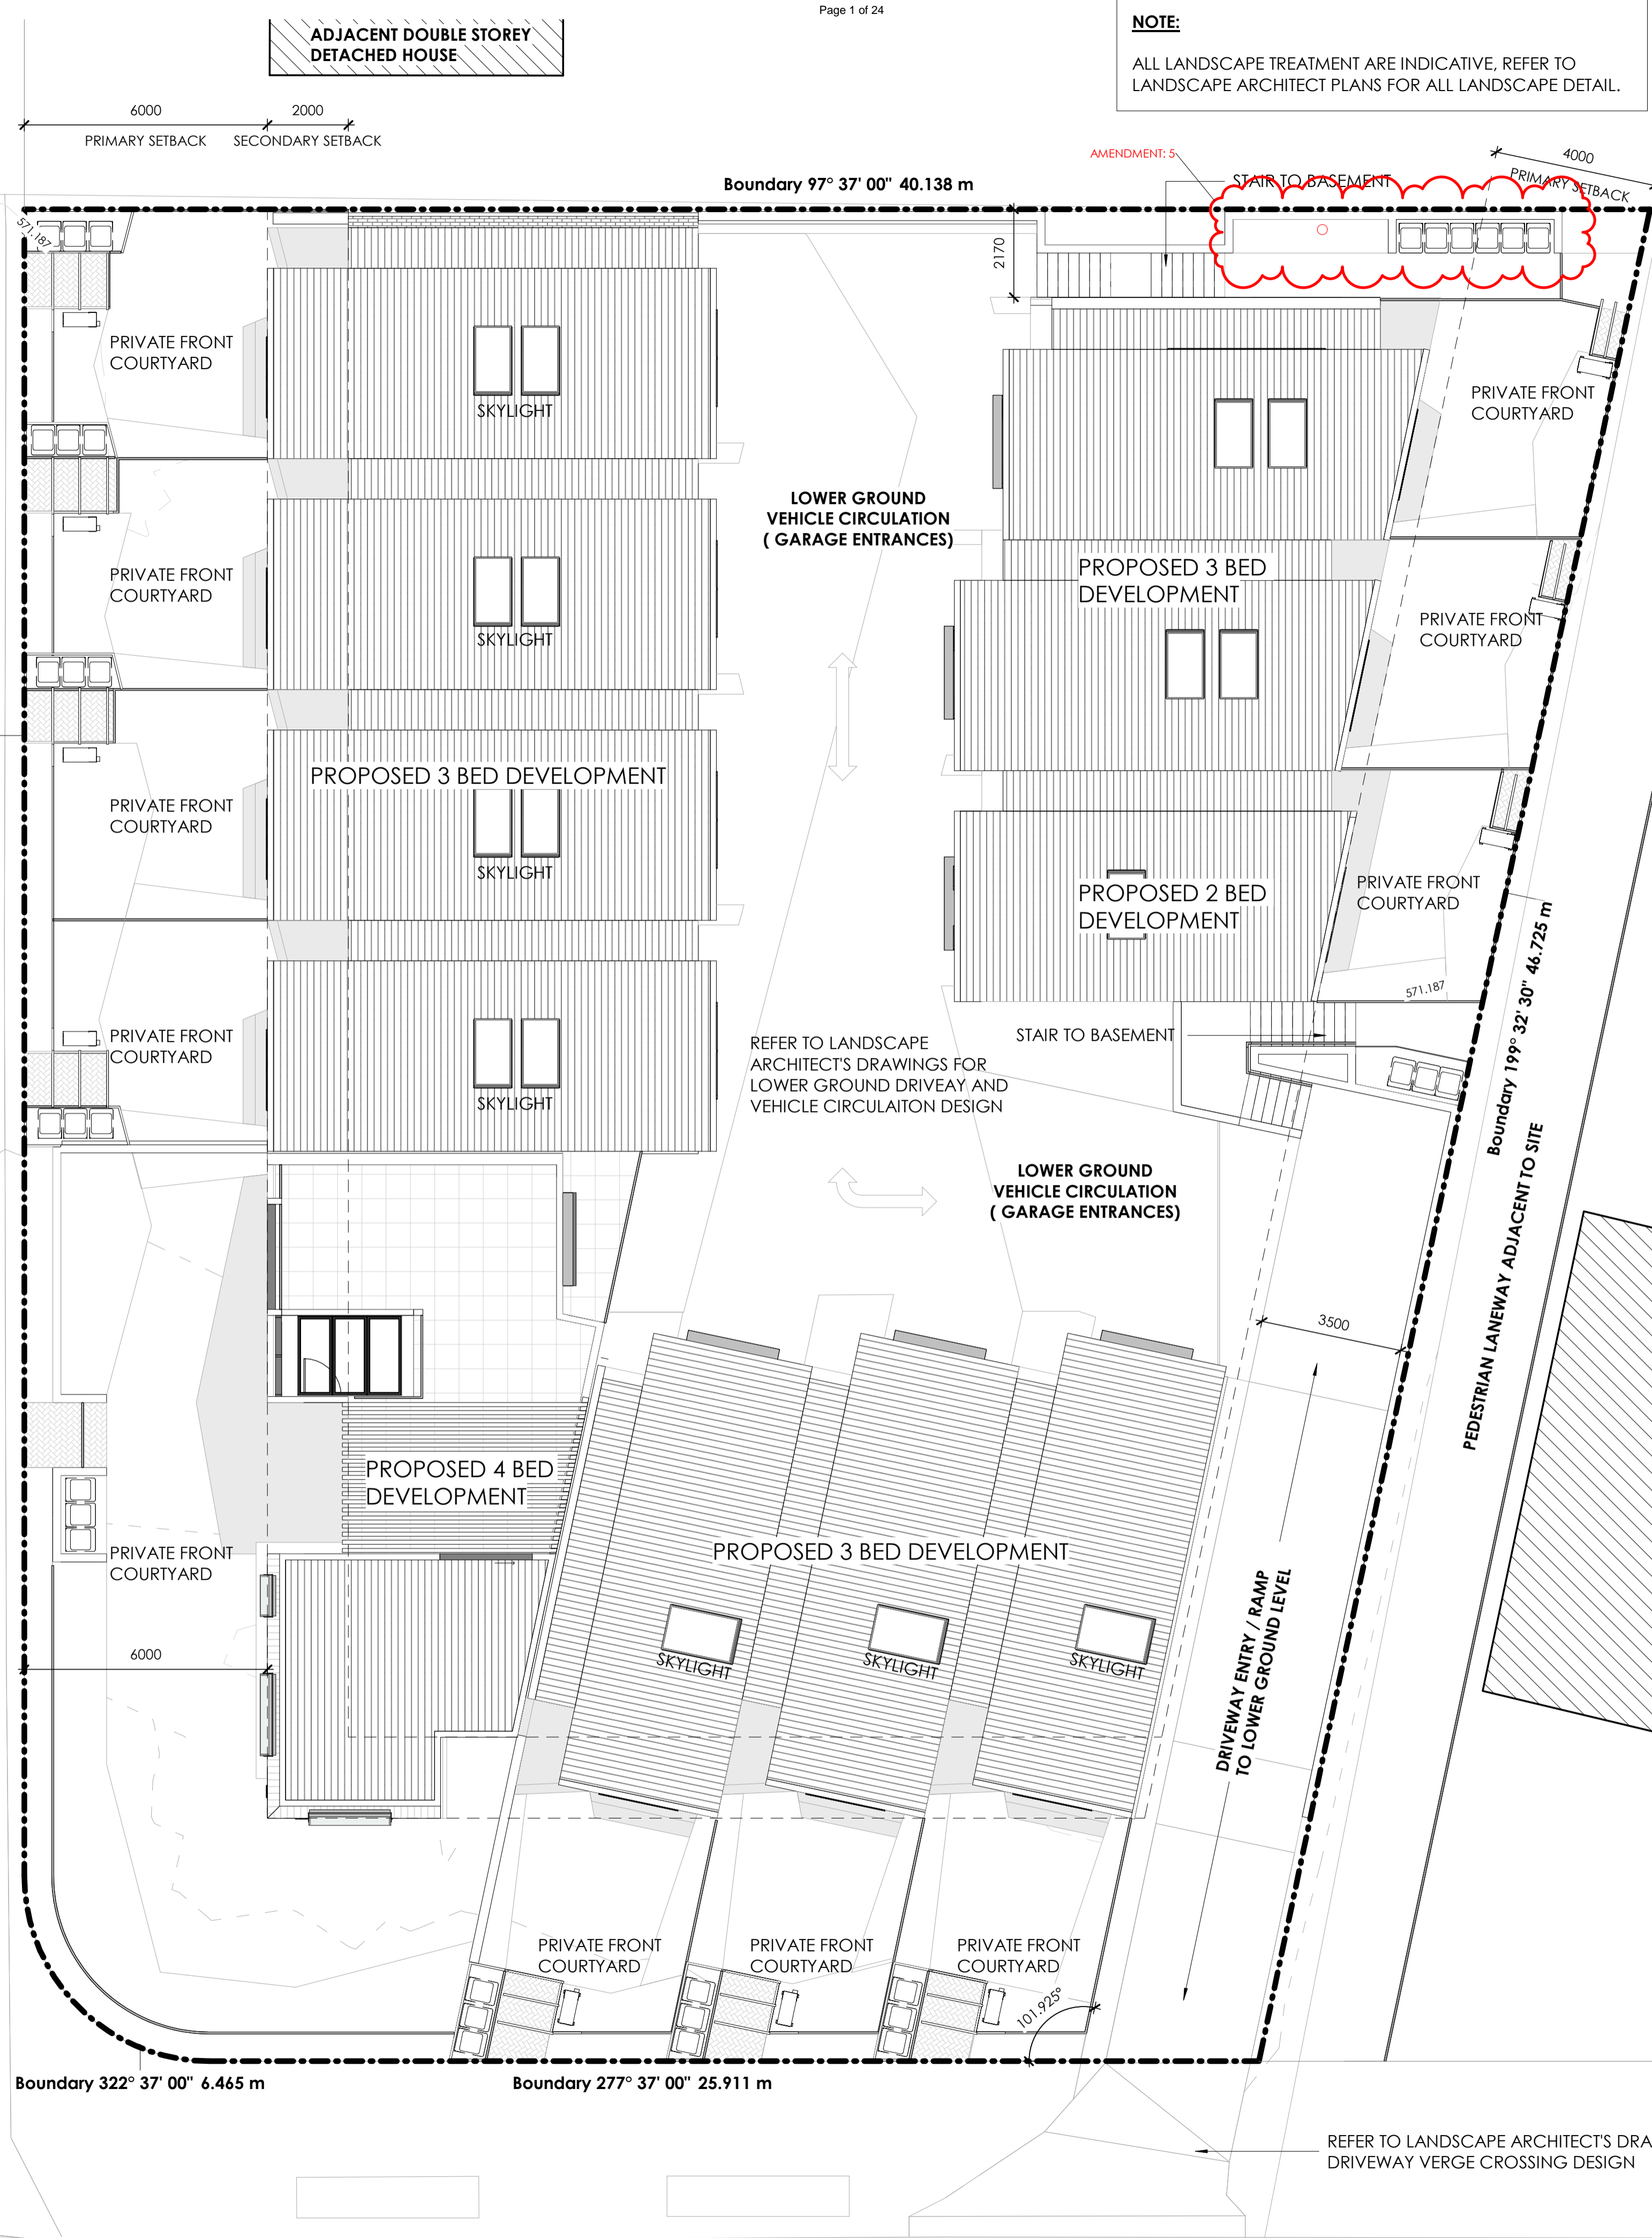 Page 1 of 24
NOTE:
ALL LANDSCAPE TREATMENT ARE INDICATIVE, REFER TO
LANDSCAPE ARCHITECT PLANS FOR ALL LANDSCAPE DETAIL.
ADJACENT DOUBLE STOREY
DETACHED HOUSE
6000
2000
PRIMARY SETBACK
SECONDARY SETBACK
AMENDMENT: 5
4000
PRIMARY SETBACK
STAIR TO BASEMENT
Boundary 97° 37' 00" 40.138 m
571.187
2170
PRIVATE FRONT
COURTYARD
SKYLIGHT
PRIVATE FRONT
COURTYARD
LOWER GROUND
VEHICLE CIRCULATION
( GARAGE ENTRANCES)
PROPOSED 3 BED
DEVELOPMENT
PRIVATE FRONT
COURTYARD
SKYLIGHT
PRIVATE FRONT
COURTYARD
PROPOSED 3 BED DEVELOPMENT
PRIVATE FRONT
COURTYARD
SKYLIGHT
PROPOSED 2 BED
DEVELOPMENT
PRIVATE FRONT
COURTYARD
571.187
Boundary 199° 32' 30" 46.725 m
PRIVATE FRONT
COURTYARD
SKYLIGHT
REFER TO LANDSCAPE
ARCHITECT'S DRAWINGS FOR
LOWER GROUND DRIVEAY AND
VEHICLE CIRCULAITON DESIGN
STAIR TO BASEMENT
LOWER GROUND
VEHICLE CIRCULATION
( GARAGE ENTRANCES)
PEDESTRIAN LANEWAY ADJACENT TO SITE
3500
PROPOSED 4 BED
DEVELOPMENT
PROPOSED 3 BED DEVELOPMENT
PRIVATE FRONT
COURTYARD
6000
SKYLIGHT
SKYLIGHT
SKYLIGHT
DRIVEWAY ENTRY / RAMP
TO LOWER GROUND LEVEL
PRIVATE FRONT
COURTYARD
PRIVATE FRONT
COURTYARD
PRIVATE FRONT
COURTYARD
101.925°
Boundary 322° 37' 00" 6.465 m
Boundary 277° 37' 00" 25.911 m
REFER TO LANDSCAPE ARCHITECT'S DRA
DRIVEWAY VERGE CROSSING DESIGN